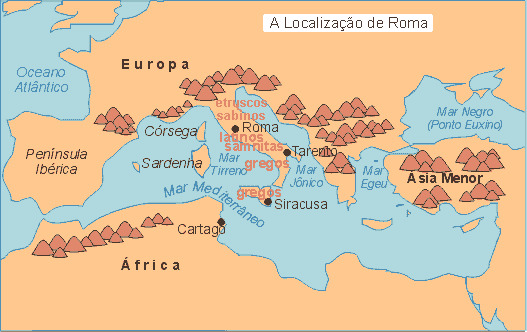 A Localização de Roma
Oceano
Atlântico
Europa
etruscos
sabinos
Roma
latinos
samnitas
Tarento
gregos
Córsega
Sardenha
Mar
Tirreno
Mar
Jônico
Mar
Egeu
Mar Negro
(Ponto Euxino)
Ásia Menor
Península
Ibérica
Mar Mediterrâneo
gregos
Siracusa
Cartago
África